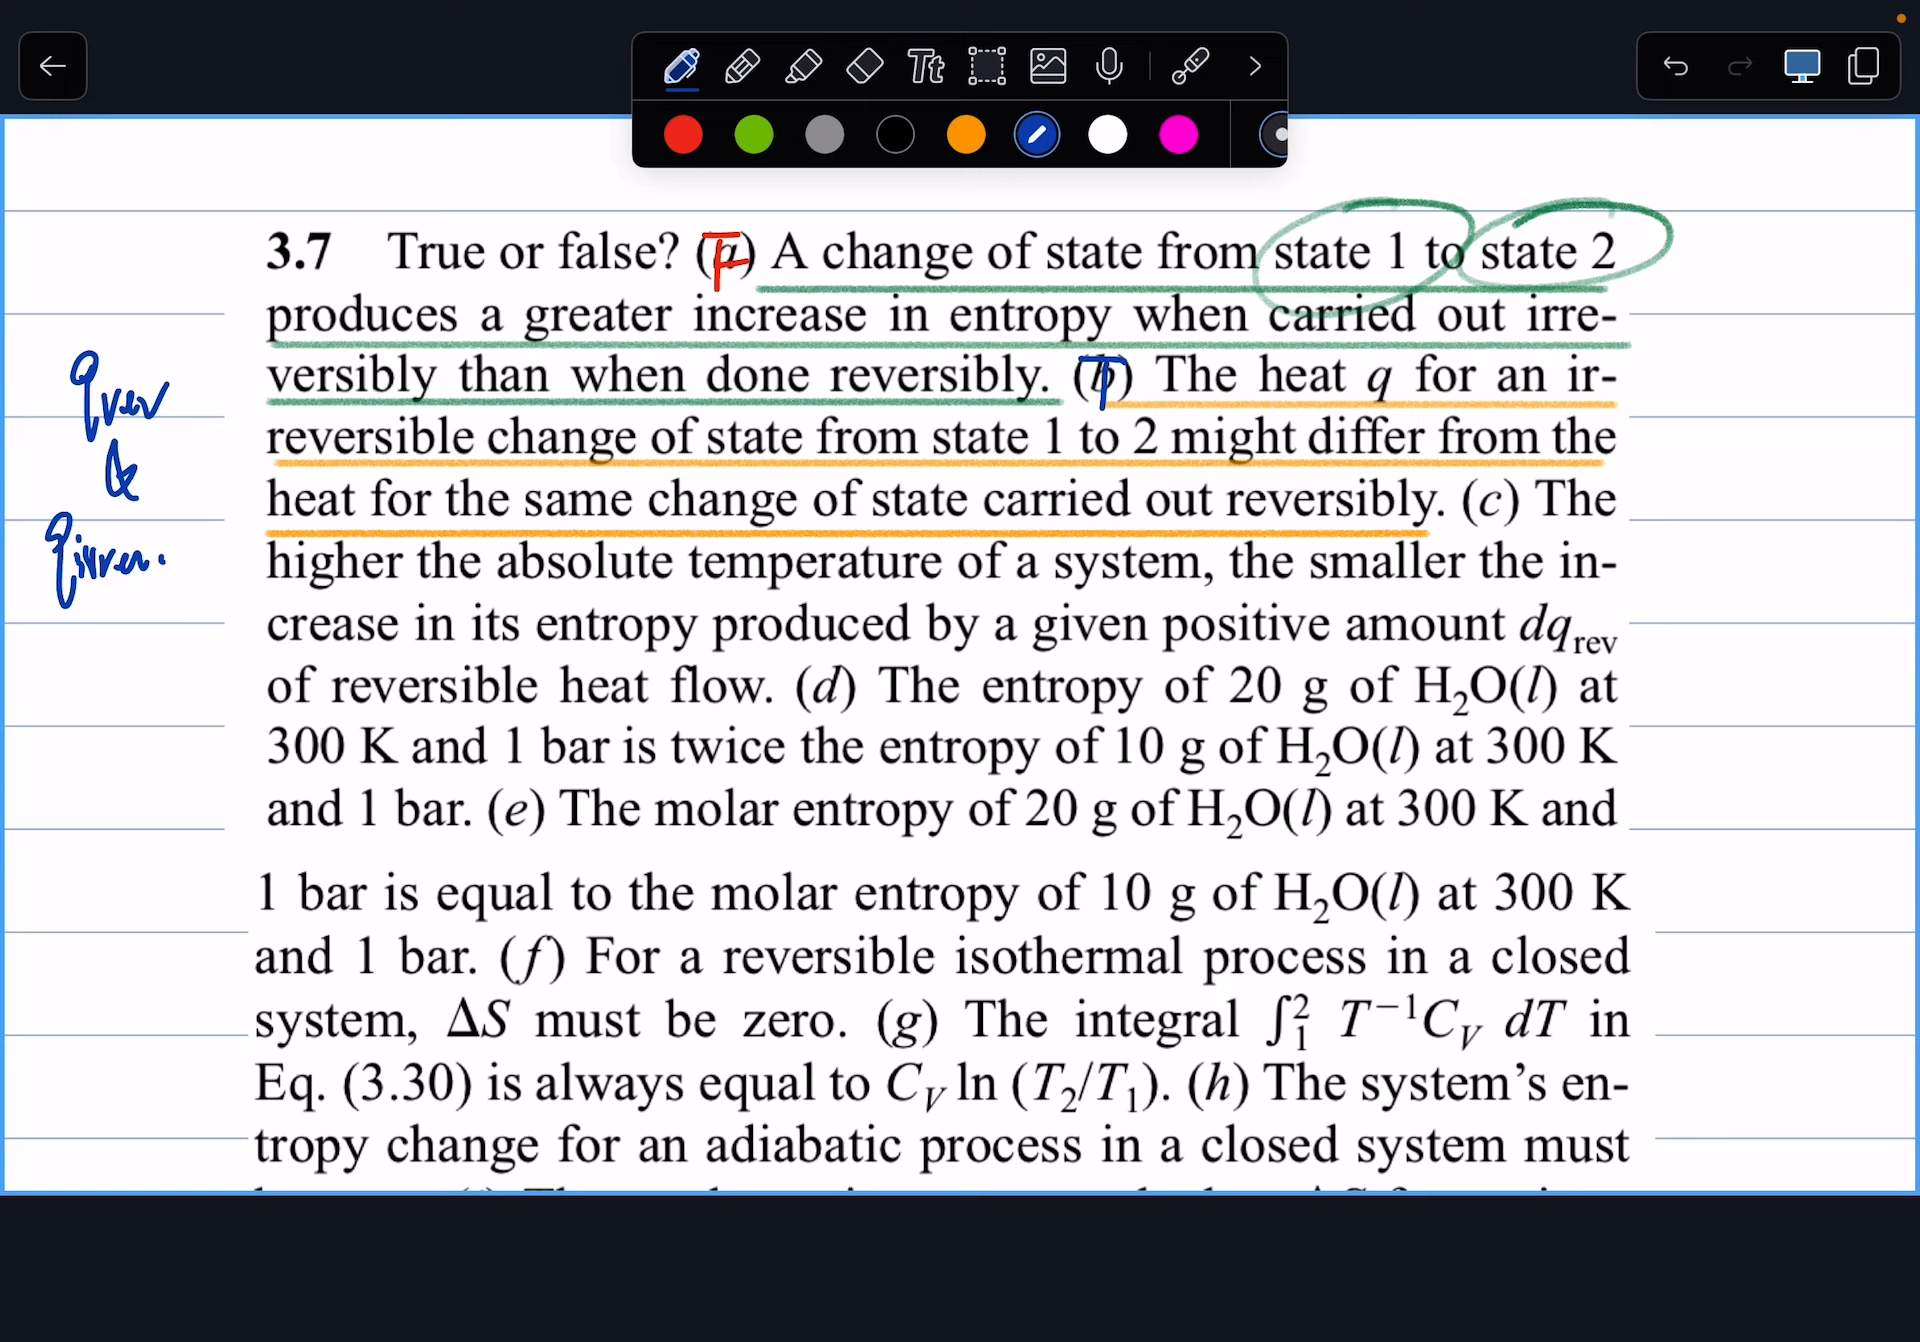 Tt
3.7 True or false? (a) A change of state from state 1 to state 2
F
produces a greater increase in entropy when carried out irre-
versibly than when done reversibly. (b) The heat q for an ir-
T
reversible change of state from state 1 to 2 might differ from the
heat for the same change of state carried out reversibly. (c) The
higher the absolute temperature of a system, the smaller the in-
crease in its entropy produced by a given positive amount dq_rev
of reversible heat flow. (d) The entropy of 20 g of H₂O(l) at
300 K and 1 bar is twice the entropy of 10 g of H₂O(l) at 300 K
and 1 bar. (e) The molar entropy of 20 g of H₂O(l) at 300 K and
1 bar is equal to the molar entropy of 10 g of H₂O(l) at 300 K
and 1 bar. (f) For a reversible isothermal process in a closed
system, ΔS must be zero. (g) The integral ∫₁² T⁻¹C_V dT in
Eq. (3.30) is always equal to C_V ln (T₂/T₁). (h) The system’s en-
tropy change for an adiabatic process in a closed system must
q_rev
&
q_irrev.